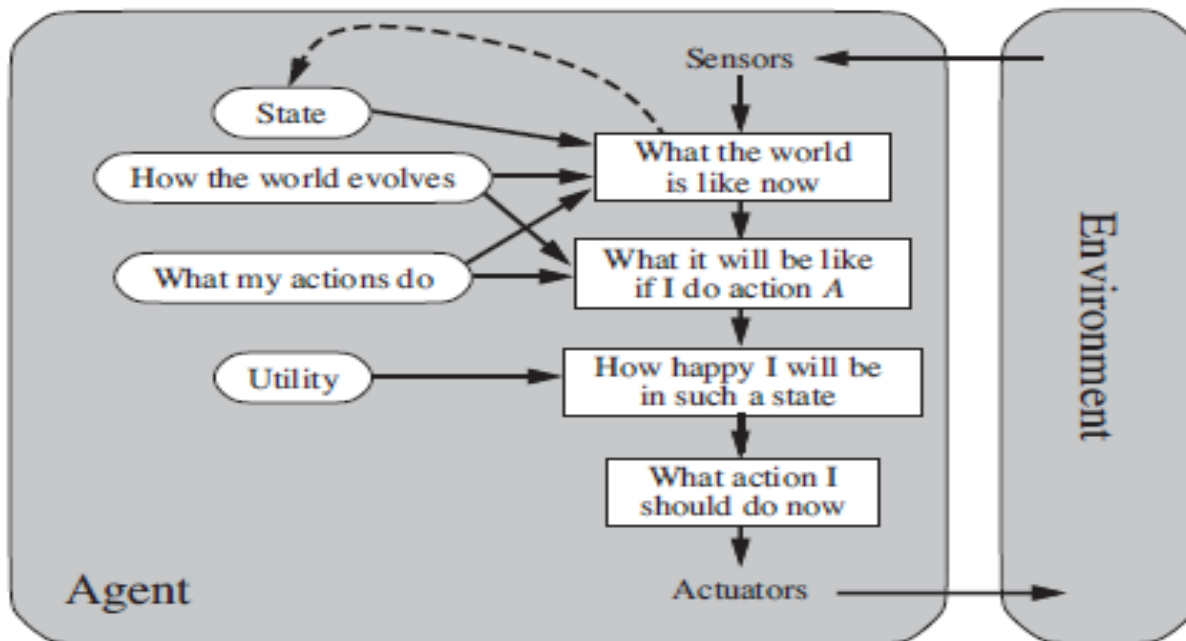 Sensors
State
What the world
is like now
How the world evolves
What my actions do
What it will be like
if I do action A
Utility
How happy I will be
in such a state
What action I
should do now
Agent
Actuators
Environment